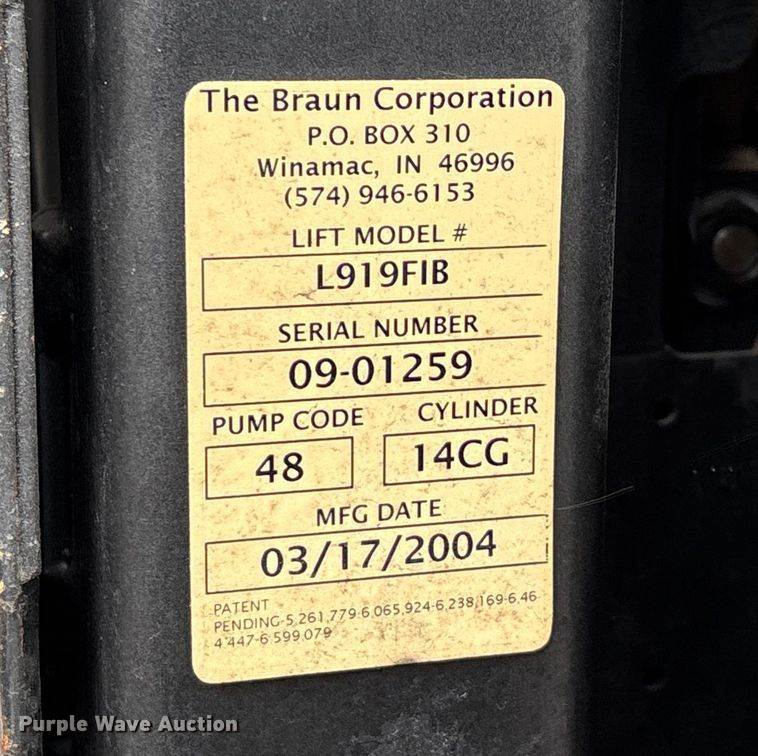 The Braun Corporation
P.O. BOX 310
Winamac, IN 46996
(574) 946-6153
LIFT MODEL #
L919FIB
SERIAL NUMBER
09-01259
PUMP CODE CYLINDER
48 14CG
MFG DATE
03/17/2004
PATENT
PENDING-5,261,779-6,065,924-6,238,169-6,46
4,447-6,599,079
Purple Wave Auction